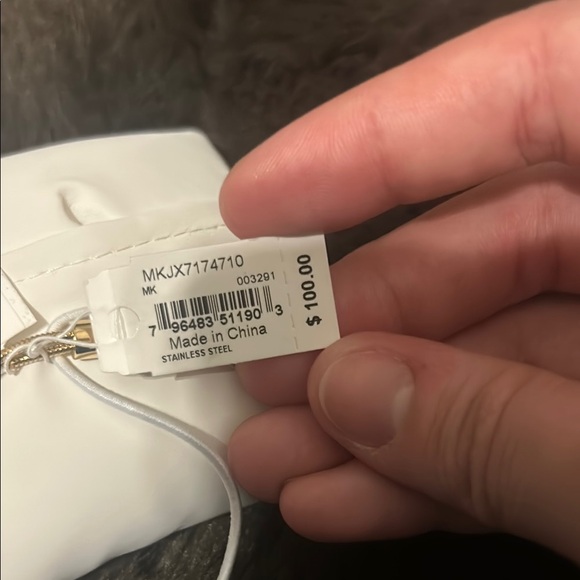 MKJX7174710
MK 003291
7 96483 51190 3
Made in China
STAINLESS STEEL
$ 100.00